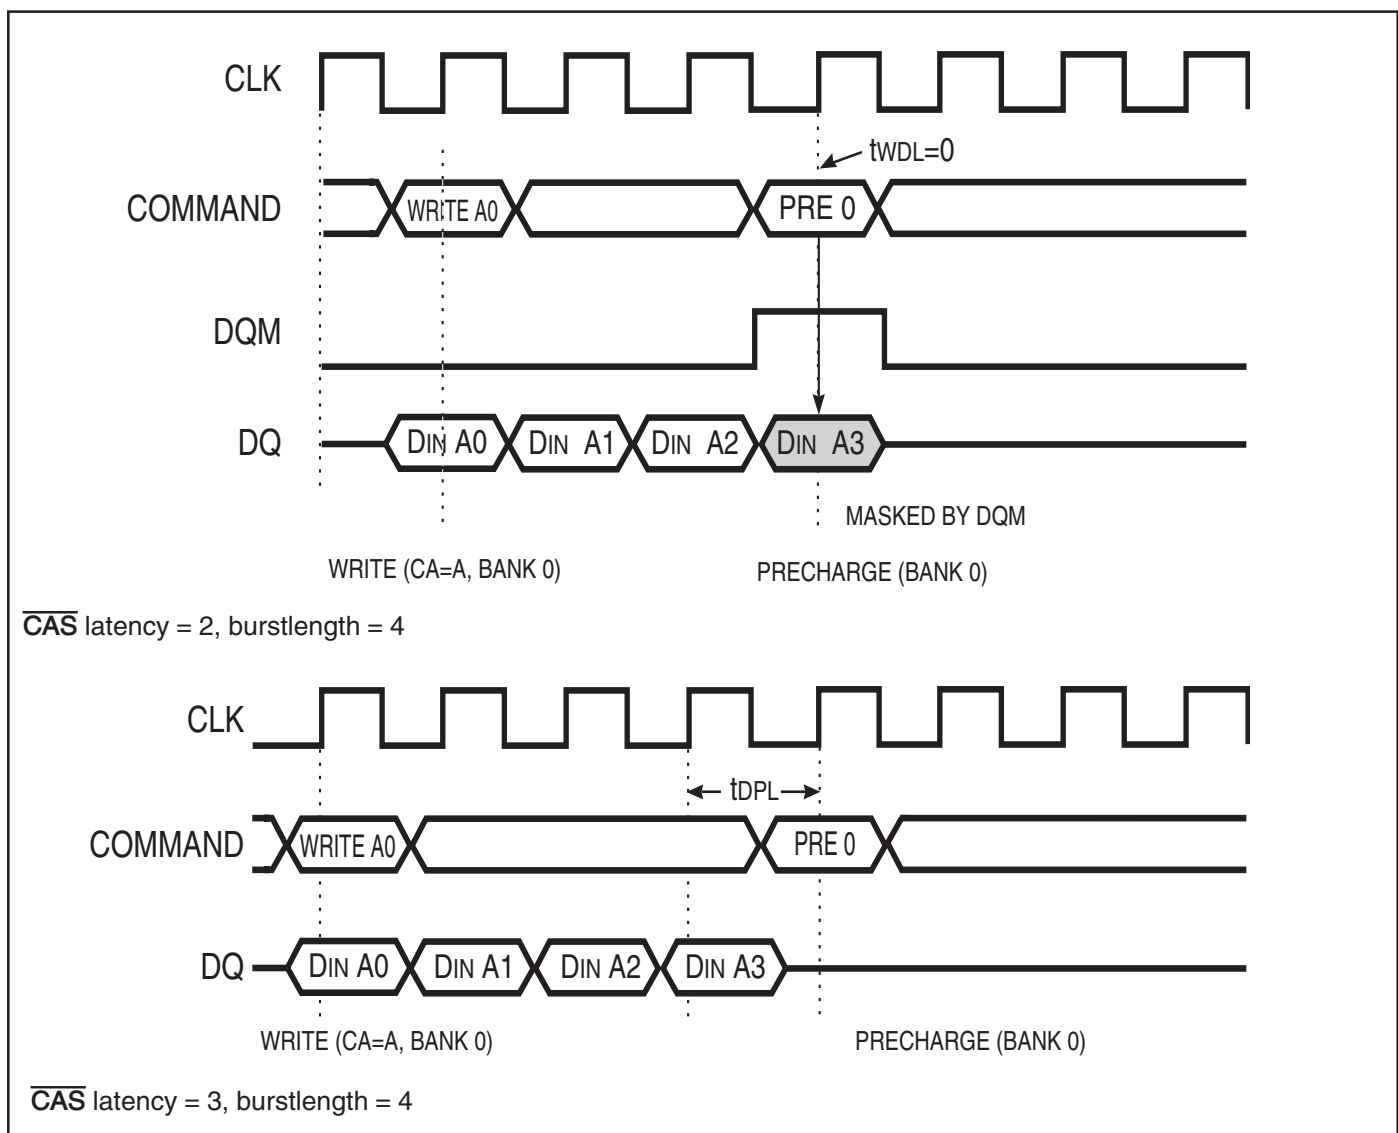 CLK
tWDL=0
COMMAND WRITE A0 PRE 0
DQM
DQ DIN A0 DIN A1 DIN A2 DIN A3
MASKED BY DQM
WRITE (CA=A, BANK 0) PRECHARGE (BANK 0)
CAS latency = 2, burstlength = 4
CLK
tDPL
COMMAND WRITE A0 PRE 0
DQ DIN A0 DIN A1 DIN A2 DIN A3
WRITE (CA=A, BANK 0) PRECHARGE (BANK 0)
CAS latency = 3, burstlength = 4